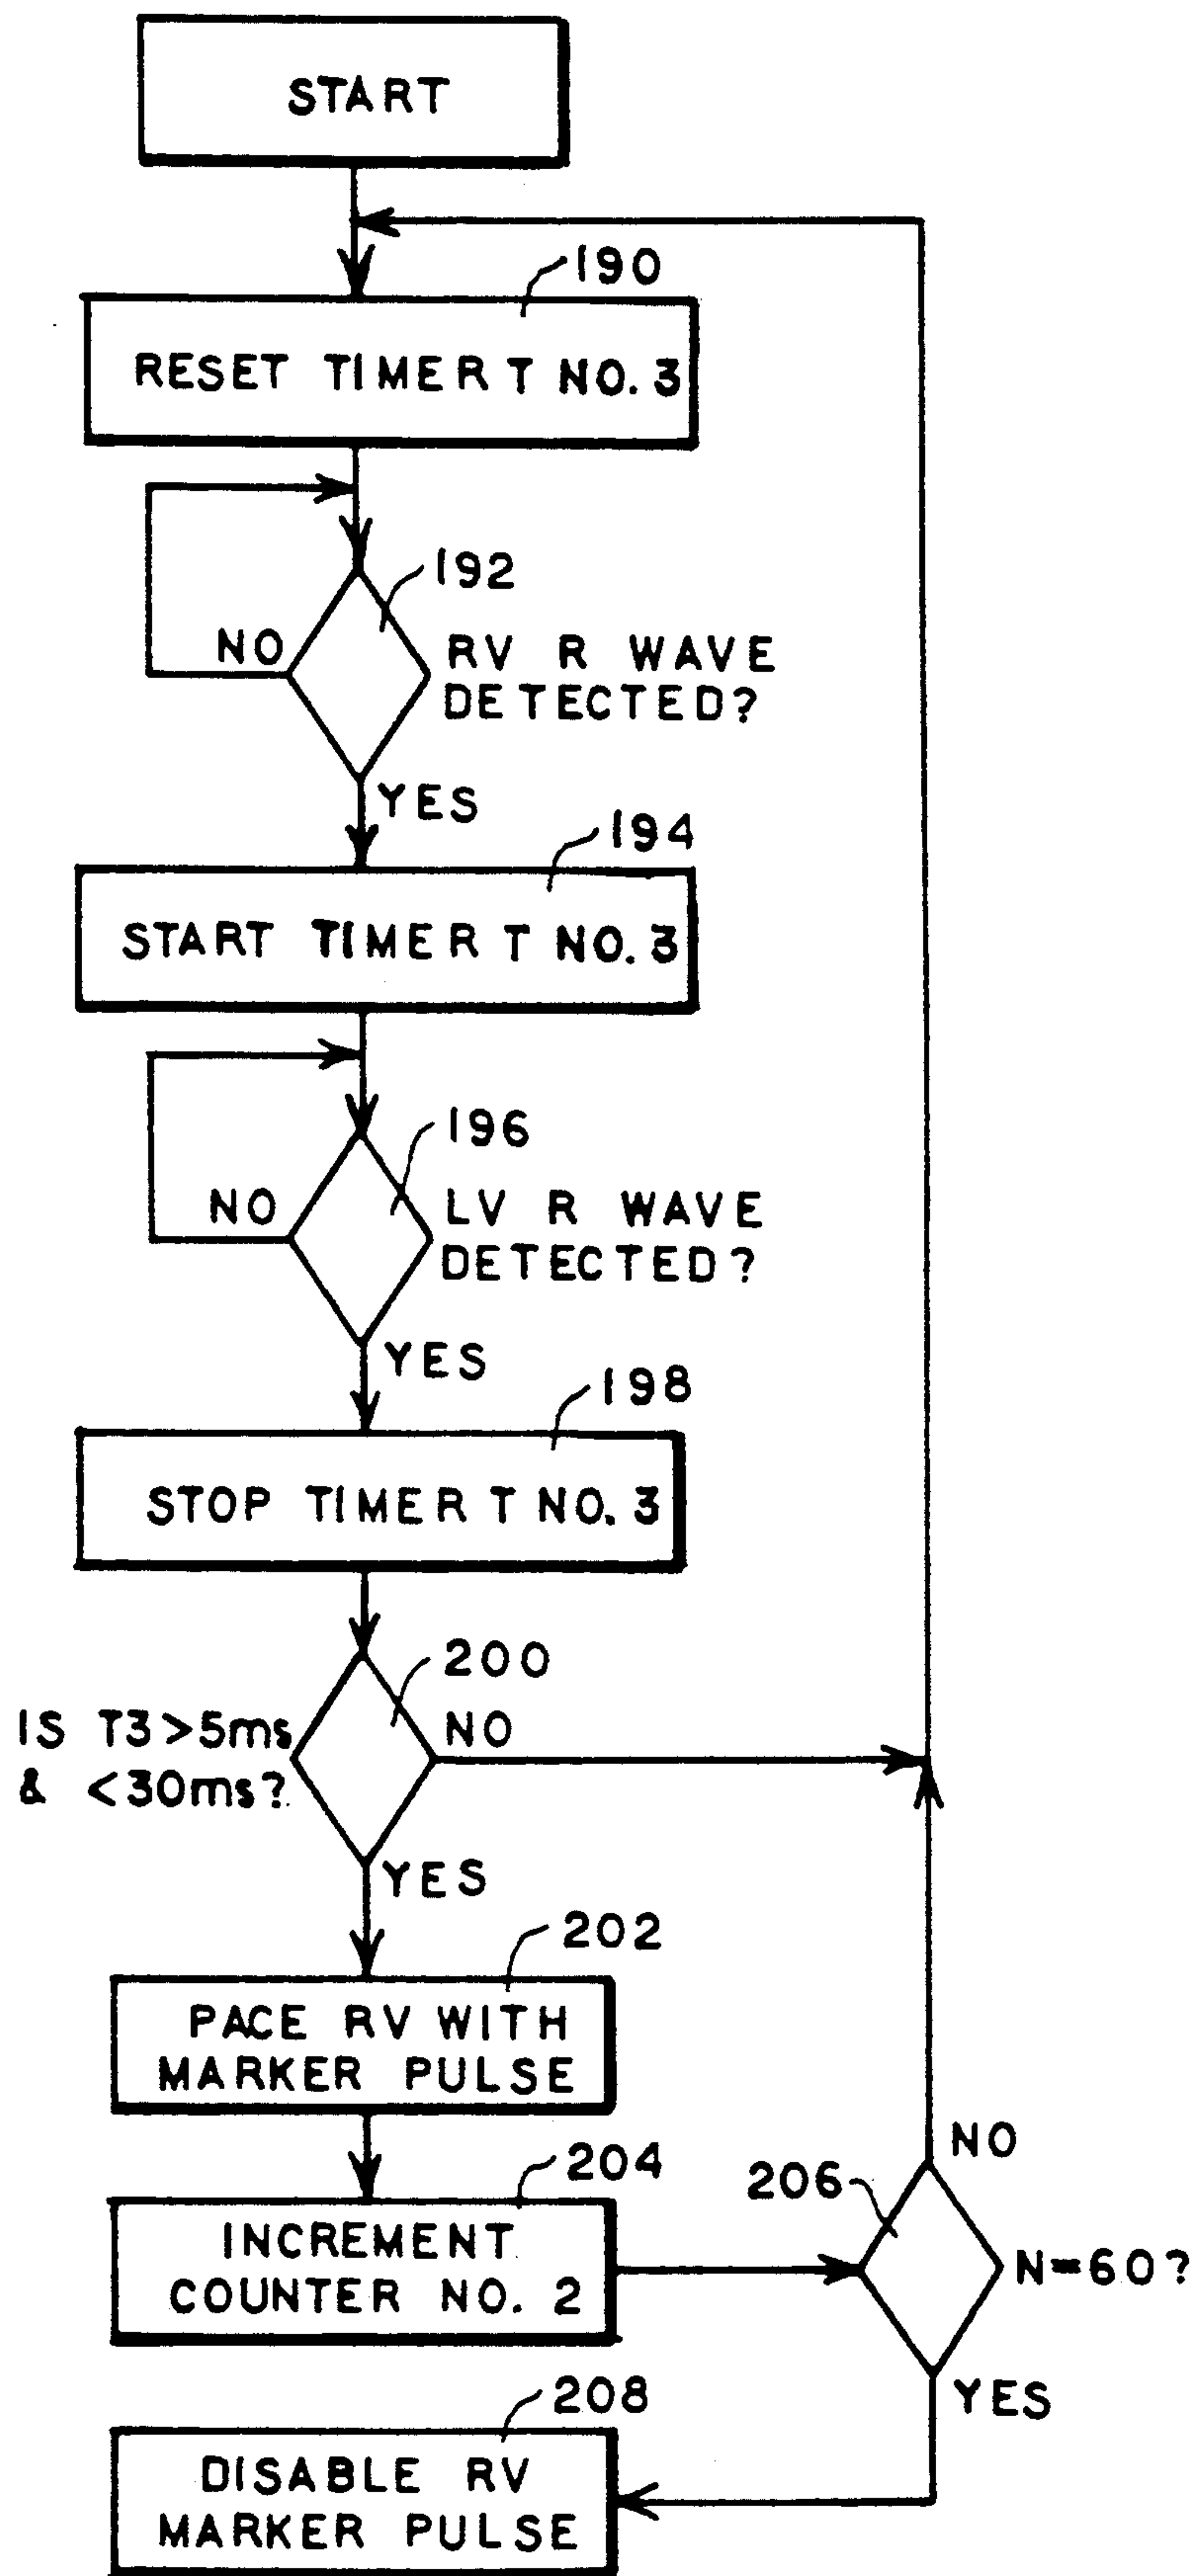 START
190
RESET TIMER T NO. 3
192
NO
RV R WAVE
DETECTED?
YES
194
START TIMER T NO. 3
196
NO
LV R WAVE
DETECTED?
YES
198
STOP TIMER T NO. 3
200
IS T3>5ms
& <30ms?
NO
YES
202
PACE RV WITH
MARKER PULSE
204
INCREMENT
COUNTER NO. 2
NO
206
N=60?
YES
208
DISABLE RV
MARKER PULSE